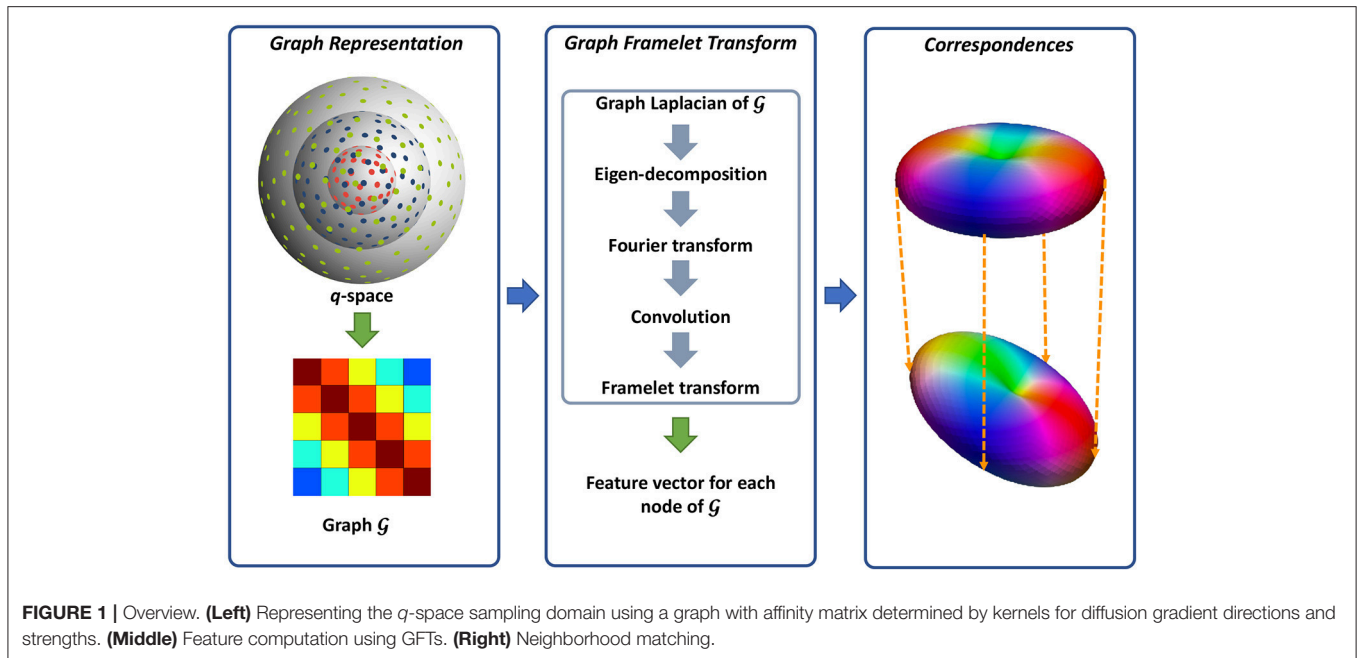 Graph Representation
q-space
Graph 𝒢
Graph Framelet Transform
Graph Laplacian of 𝒢
Eigen-decomposition
Fourier transform
Convolution
Framelet transform
Feature vector for each
node of 𝒢
Correspondences
FIGURE 1 | Overview. (Left) Representing the q-space sampling domain using a graph with affinity matrix determined by kernels for diffusion gradient directions and
strengths. (Middle) Feature computation using GFTs. (Right) Neighborhood matching.